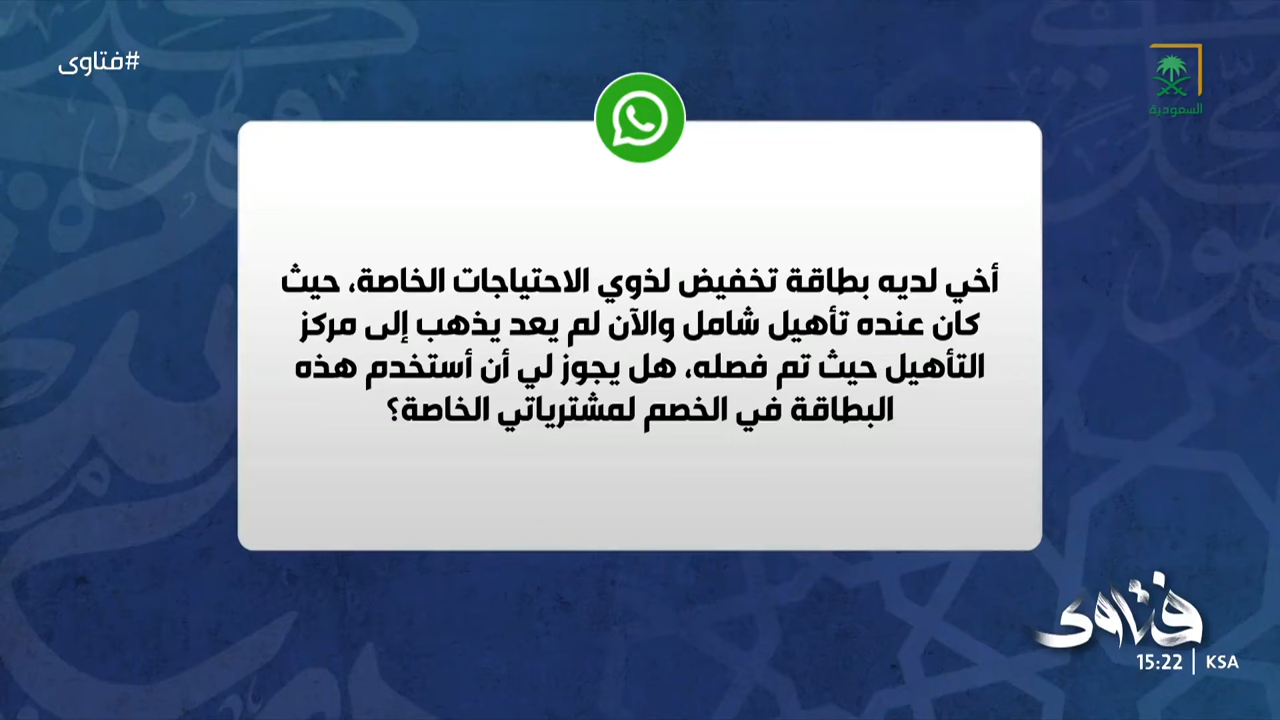 #فتاوى
السعودية
أخي لديه بطاقة تخفيض لذوي الاحتياجات الخاصة، حيث
كان عنده تأهيل شامل والآن لم يعد يذهب إلى مركز
التأهيل حيث تم فصله، هل يجوز لي أن أستخدم هذه
البطاقة في الخصم لمشترياتي الخاصة؟
فتاوى
15:22 | KSA